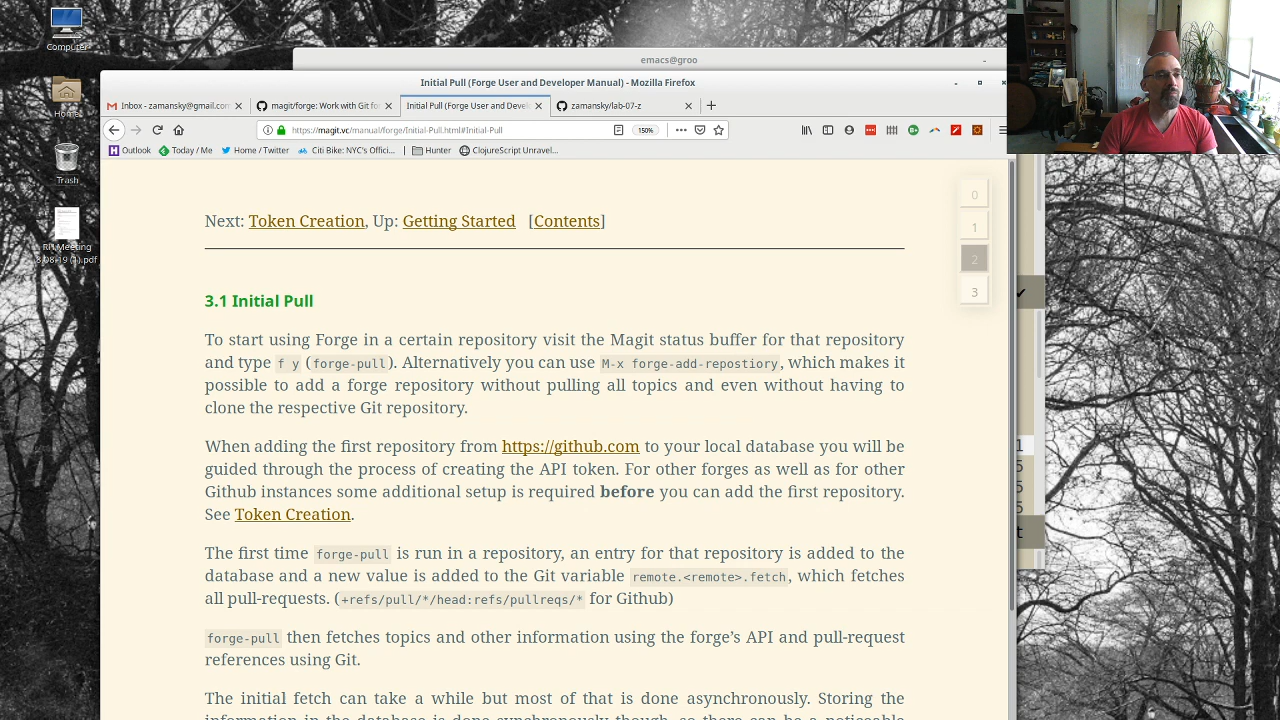 Computer
Home
Trash
RI Meeting
8.08-19 (1).pdf
emacs@groo
Initial Pull (Forge User and Developer Manual) - Mozilla Firefox
Inbox - zamansky@gmail.com
magit/forge: Work with Git for
Initial Pull (Forge User and Devel
zamansky/lab-07-z
https://magit.vc/manual/forge/Initial-Pull.html#Initial-Pull
150%
Outlook
Today / Me
Home / Twitter
Citi Bike: NYC's Offici...
Hunter
ClojureScript Unravel...
Next: Token Creation, Up: Getting Started [Contents]
0
1
2
3
3.1 Initial Pull
To start using Forge in a certain repository visit the Magit status buffer for that repository
and type f y (forge-pull). Alternatively you can use M-x forge-add-repostiory, which makes it
possible to add a forge repository without pulling all topics and even without having to
clone the respective Git repository.
When adding the first repository from https://github.com to your local database you will be
guided through the process of creating the API token. For other forges as well as for other
Github instances some additional setup is required before you can add the first repository.
See Token Creation.
The first time forge-pull is run in a repository, an entry for that repository is added to the
database and a new value is added to the Git variable remote.<remote>.fetch, which fetches
all pull-requests. (+refs/pull/*/head:refs/pullreqs/* for Github)
forge-pull then fetches topics and other information using the forge's API and pull-request
references using Git.
The initial fetch can take a while but most of that is done asynchronously. Storing the
information in the database is done synchronously though, so there can be a noticeable
1
5
5
5
t